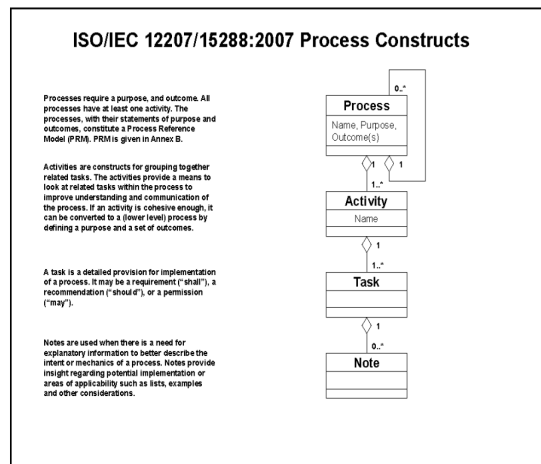 ISO/IEC 12207/15288:2007 Process Constructs
Processes require a purpose, and outcome. All
processes have at least one activity. The
processes, with their statements of purpose and
outcomes, constitute a Process Reference
Model (PRM). PRM is given in Annex B.
Activities are constructs for grouping together
related tasks. The activities provide a means to
look at related tasks within the process to
improve understanding and communication of
the process. If an activity is cohesive enough, it
can be converted to a (lower level) process by
defining a purpose and a set of outcomes.
A task is a detailed provision for implementation
of a process. It may be a requirement (“shall”), a
recommendation (“should”), or a permission
(“may”).
Notes are used when there is a need for
explanatory information to better describe the
intent or mechanics of a process. Notes provide
insight regarding potential implementation or
areas of applicability such as lists, examples
and other considerations.
0..*
Process
Name, Purpose,
Outcome(s)
1 1
1..*
Activity
Name
1
1..*
Task
1
0..*
Note